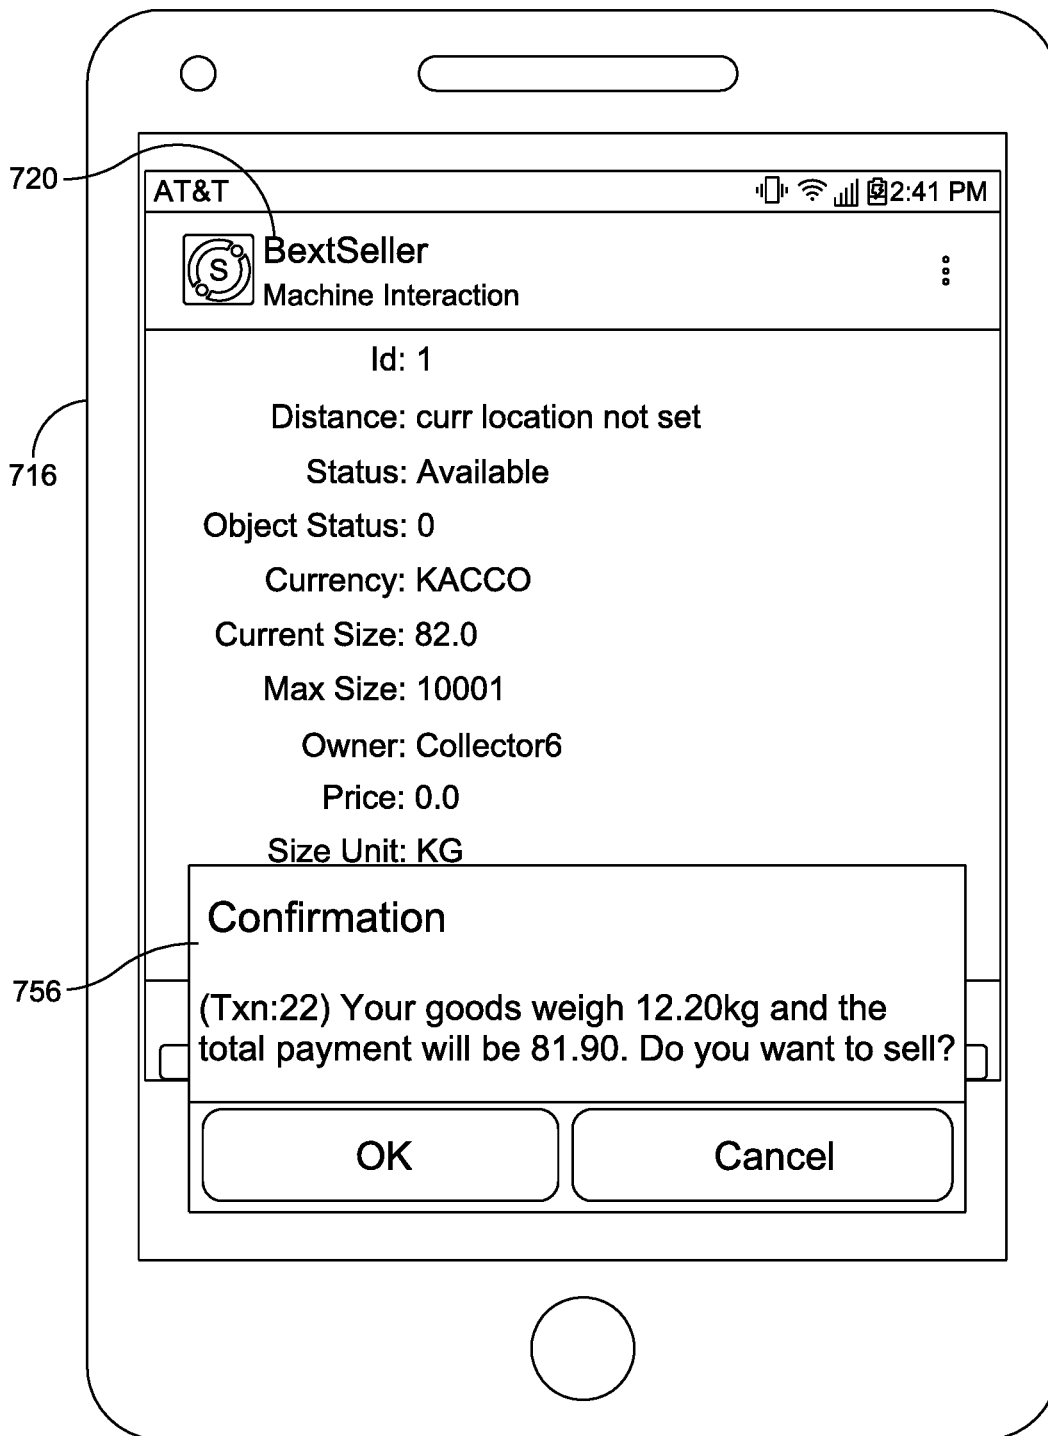 720
AT&T
2:41 PM
S
BextSeller
Machine Interaction
Id: 1
716
Distance: curr location not set
Status: Available
Object Status: 0
Currency: KACCO
Current Size: 82.0
Max Size: 10001
Owner: Collector6
Price: 0.0
Size Unit: KG
Confirmation
756
(Txn:22) Your goods weigh 12.20kg and the
total payment will be 81.90. Do you want to sell?
OK
Cancel